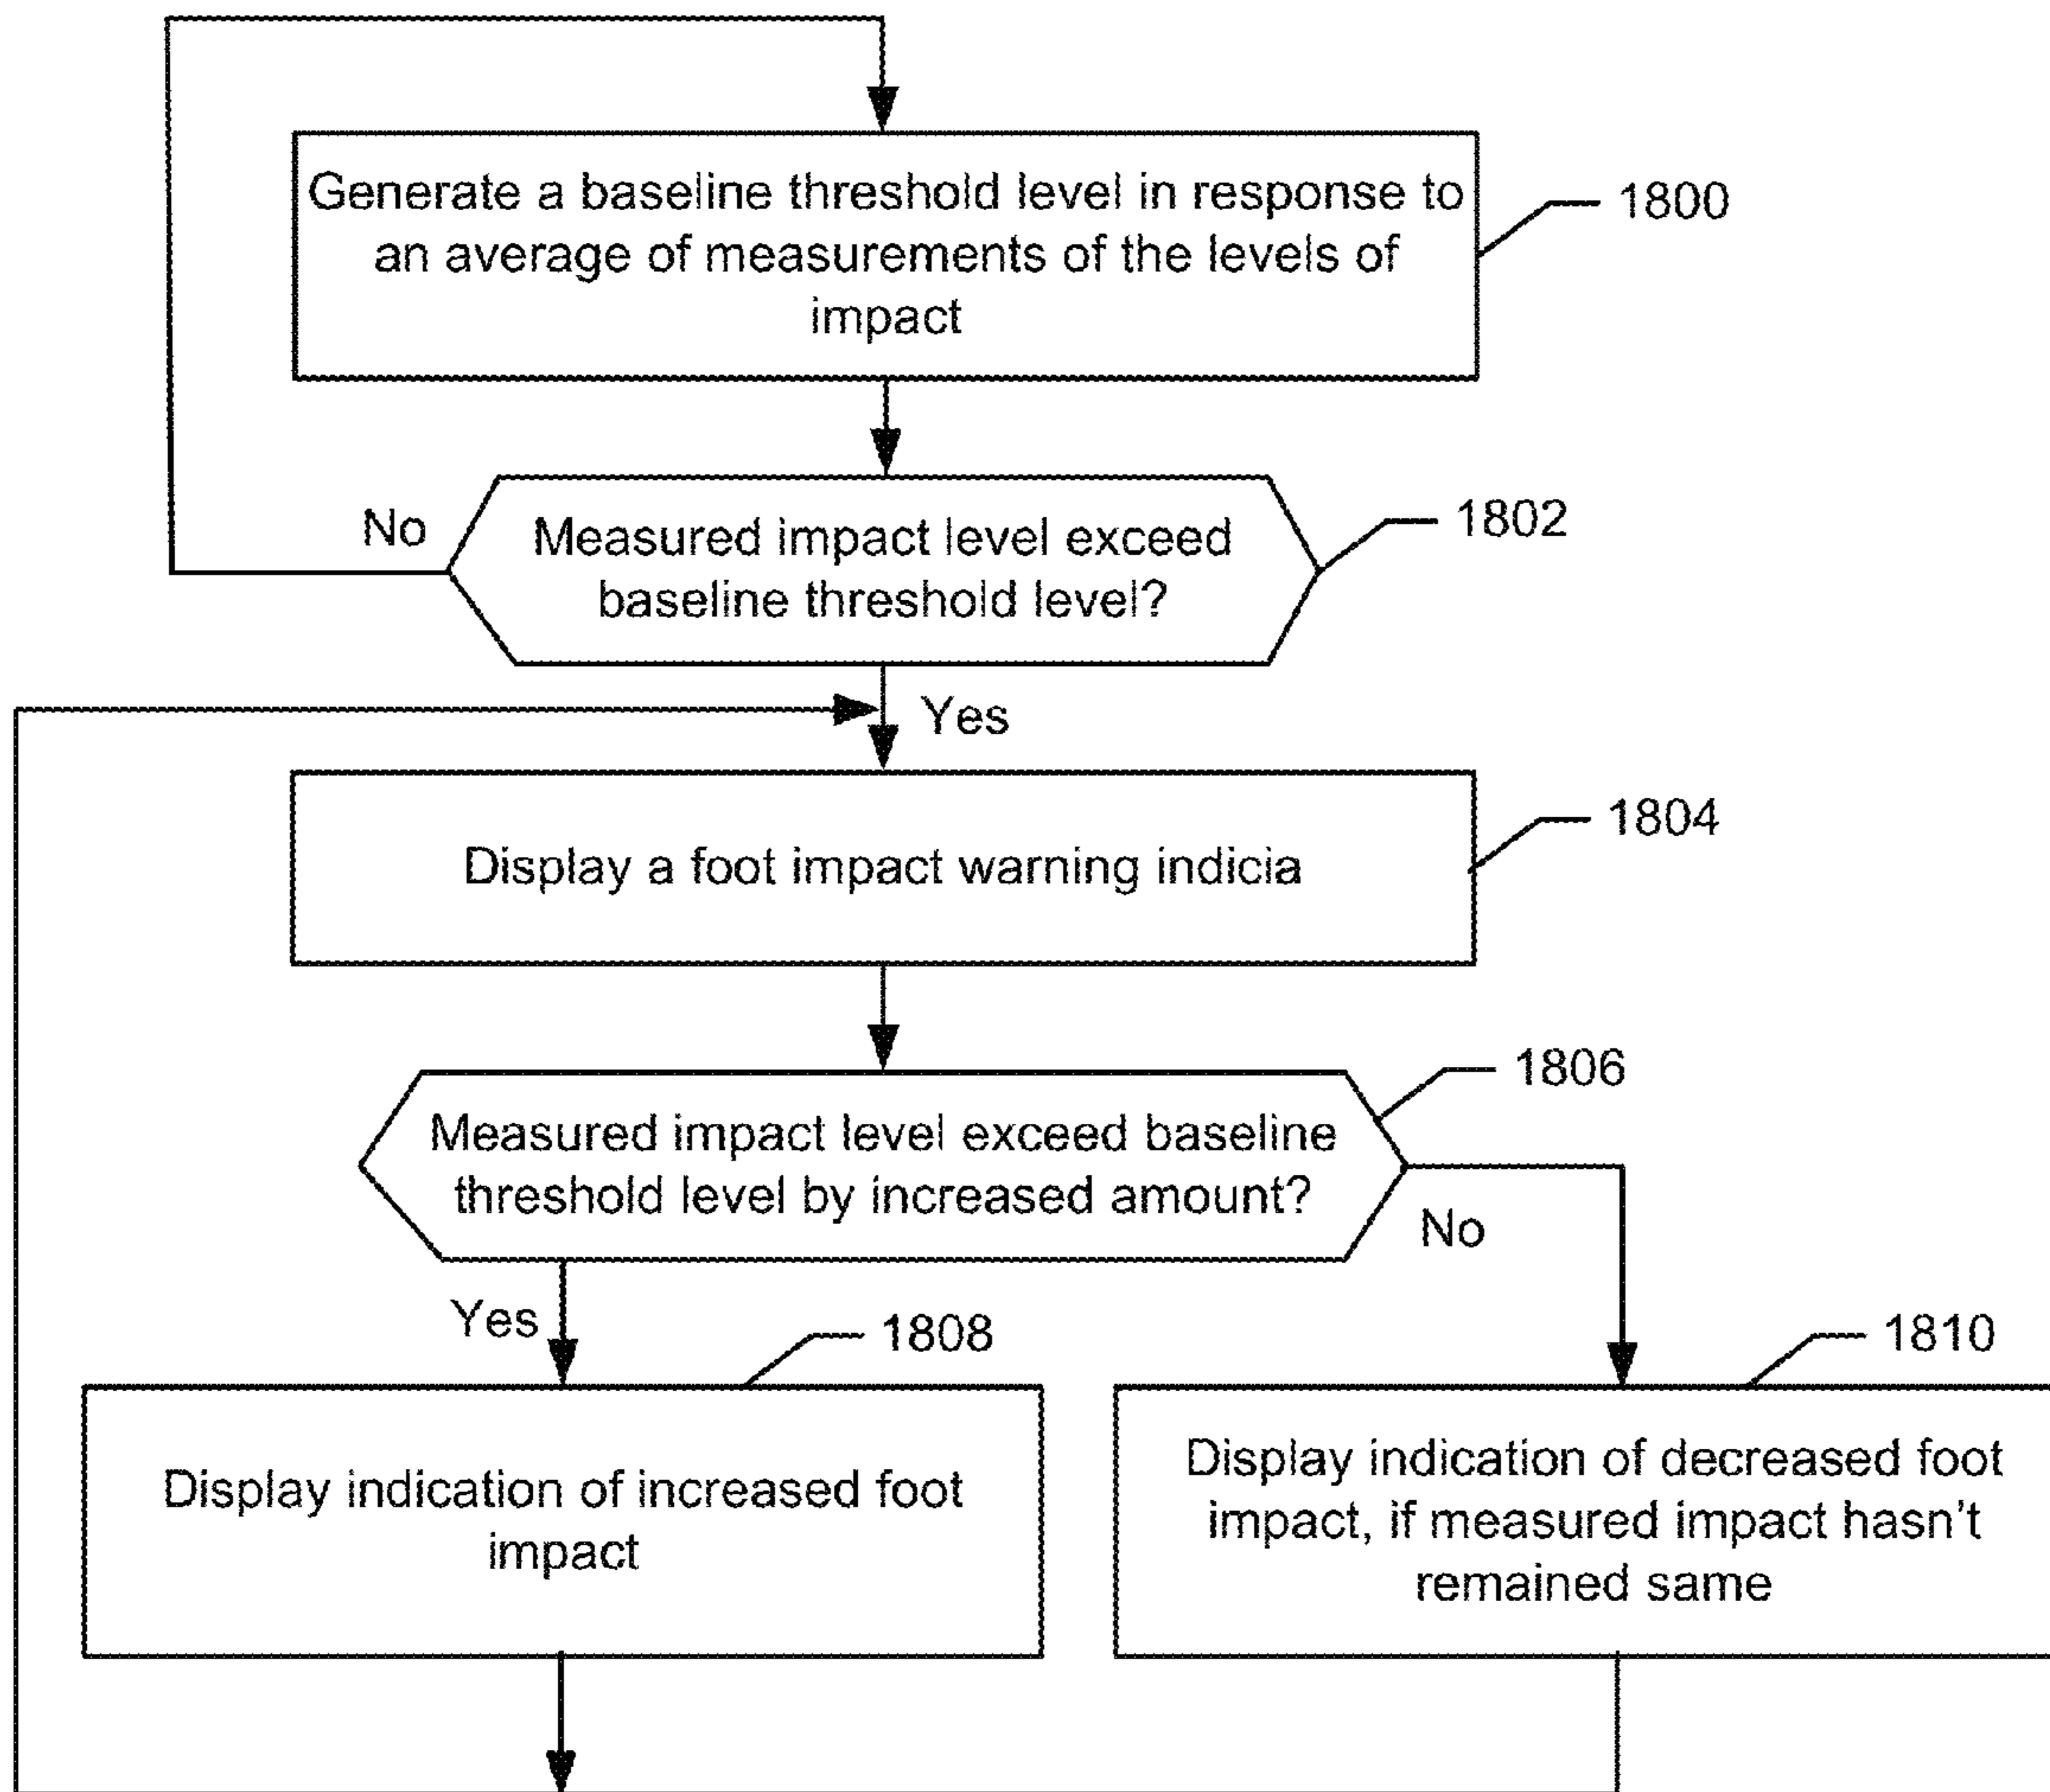 Generate a baseline threshold level in response to
an average of measurements of the levels of
impact
1800
No
Measured impact level exceed
baseline threshold level?
1802
Yes
Display a foot impact warning indicia
1804
Measured impact level exceed baseline
threshold level by increased amount?
1806
No
Yes
1808
1810
Display indication of increased foot
impact
Display indication of decreased foot
impact, if measured impact hasn't
remained same